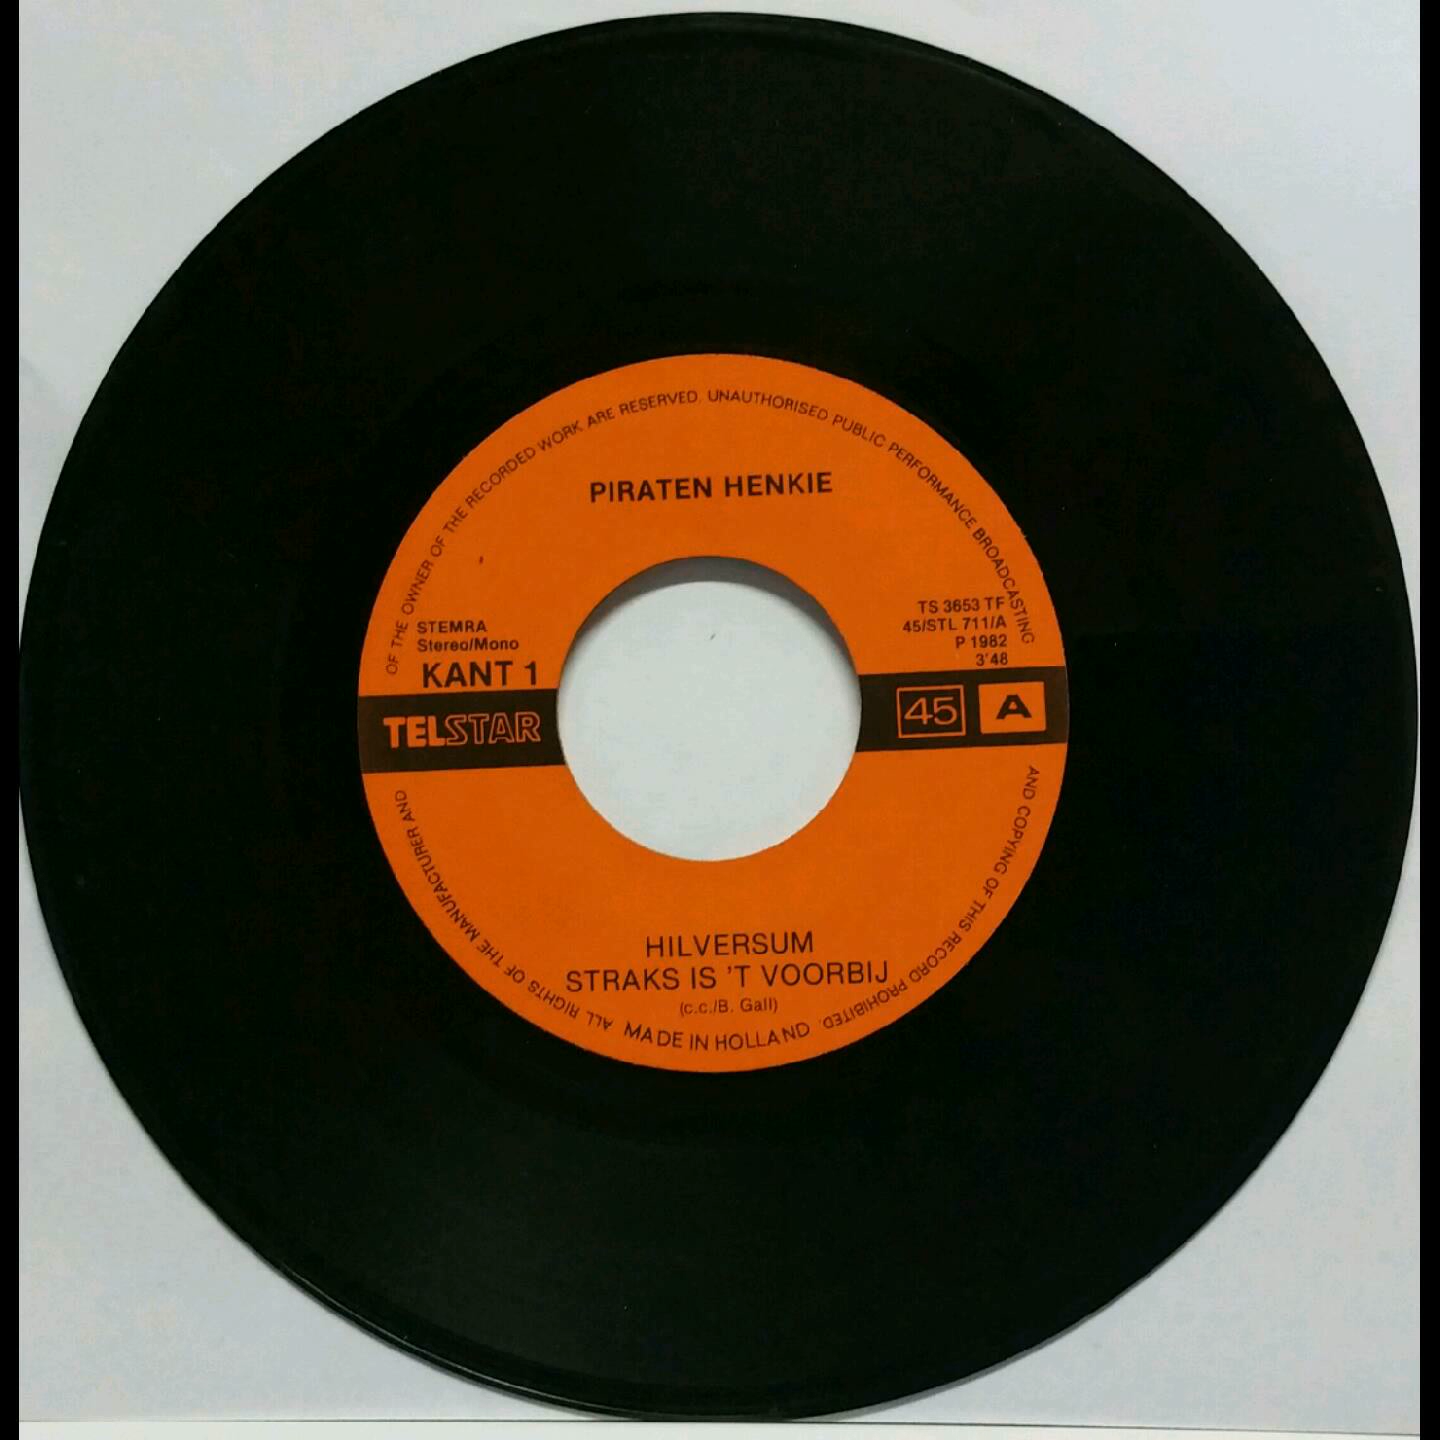 ALL RIGHTS OF THE MANUFACTURER AND OF THE OWNER OF THE RECORDED WORK ARE RESERVED. UNAUTHORISED PUBLIC PERFORMANCE BROADCASTING AND COPYING OF THIS RECORD PROHIBITED.
PIRATEN HENKIE
STEMRA
Stereo/Mono
KANT 1
TELSTAR
TS 3653 TF
45/STL 711/A
P 1982
3'48
45 A
HILVERSUM
STRAKS IS 'T VOORBIJ
(c.c./B. Gall)
MADE IN HOLLAND